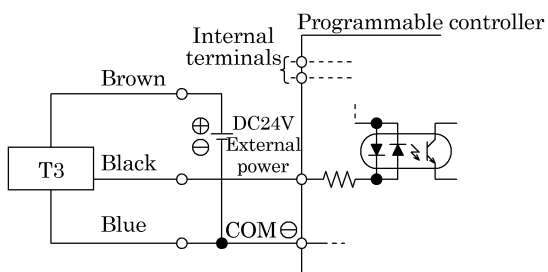 Programmable controller
Internal
terminals
Brown
⊕ DC24V
⊖ External
power
T3
Black
Blue
COM⊖